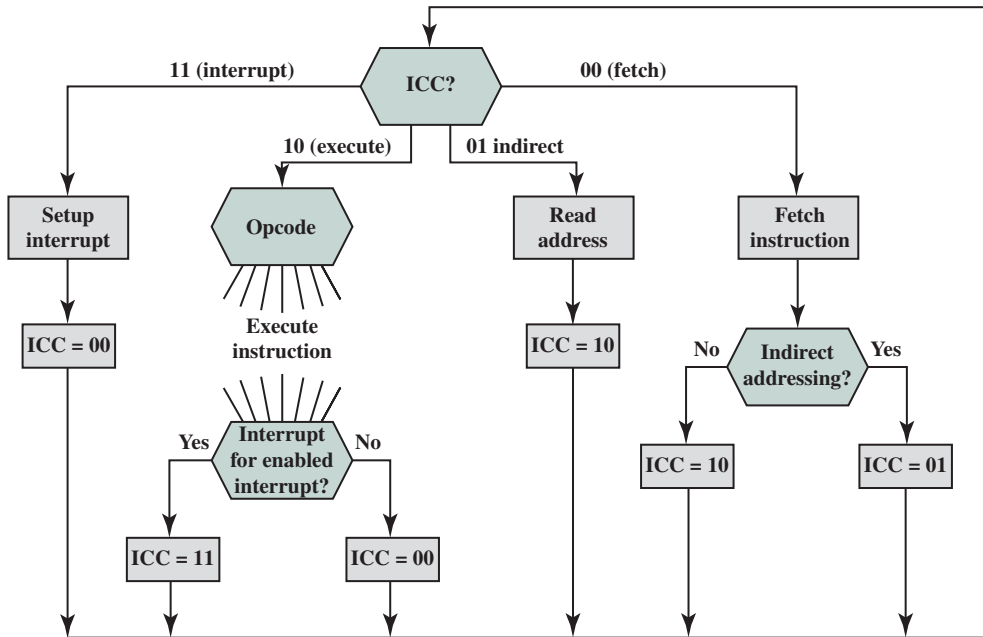 ICC?
11 (interrupt)
00 (fetch)
10 (execute)
01 indirect
Setup
interrupt
Opcode
Read
address
Fetch
instruction
ICC = 00
Execute
instruction
ICC = 10
No
Indirect
addressing?
Yes
Yes
Interrupt
for enabled
interrupt?
No
ICC = 10
ICC = 01
ICC = 11
ICC = 00